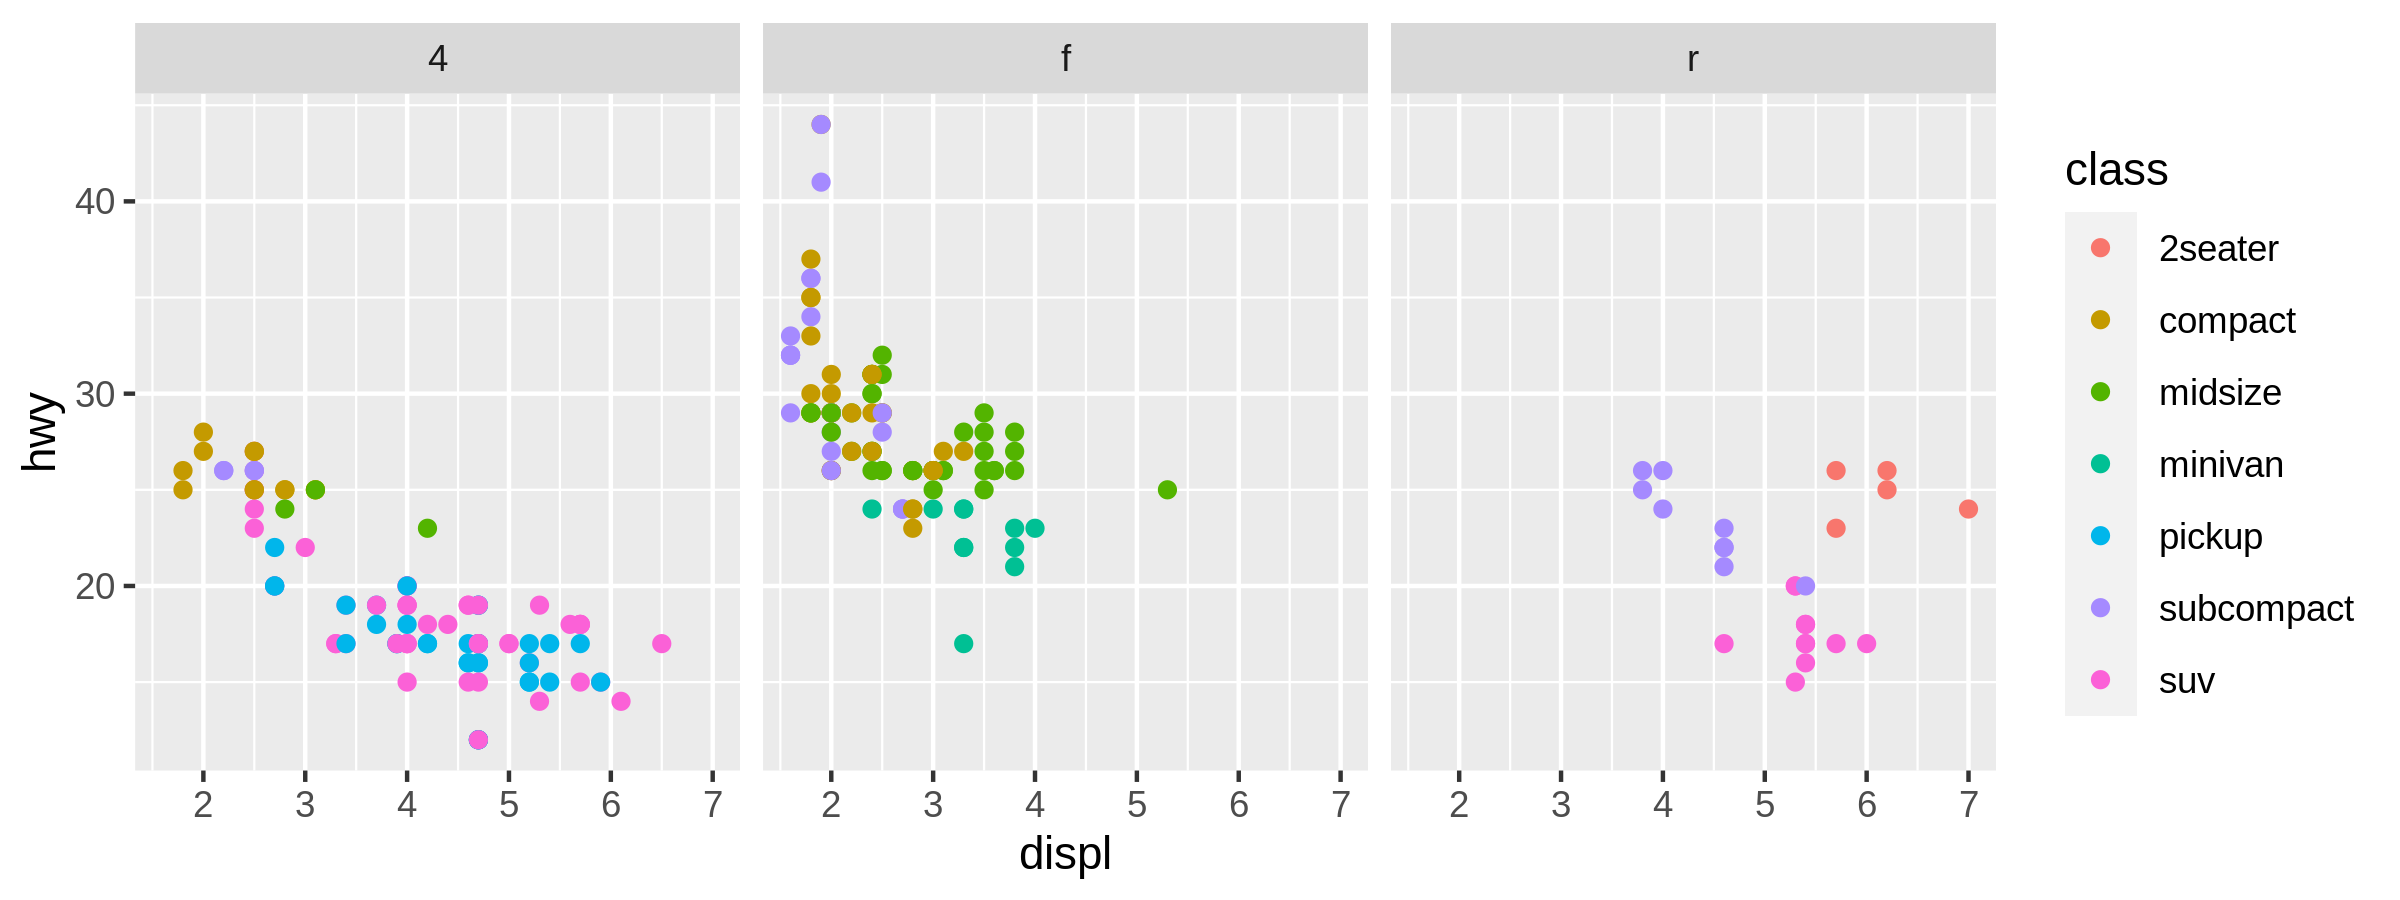 4 f r
class
40
2seater
compact
30
midsize
hwy
minivan
pickup
20
subcompact
suv
2 3 4 5 6 7 2 3 4 5 6 7 2 3 4 5 6 7
displ